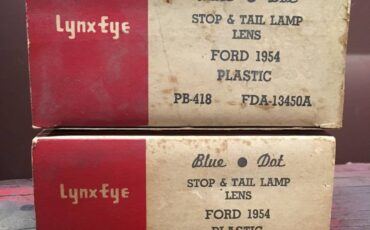 LynxEye
STOP & TAIL LAMP
LENS
FORD 1954
PLASTIC
PB-418 FDA-13450A
LynxEye
Blue • Dot
STOP & TAIL LAMP
LENS
FORD 1954
PLASTIC